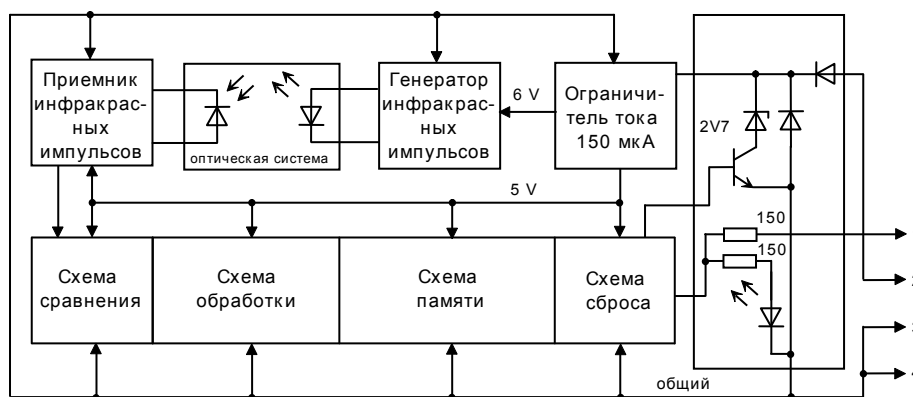 Приемник
инфракрас-
ных
импульсов
оптическая система
Генератор
инфракрас-
ных
импульсов
6 V
Ограничи-
тель тока
150 мкА
2V7
5 V
Схема
сравнения
Схема
обработки
Схема
памяти
Схема
сброса
150
150
общий